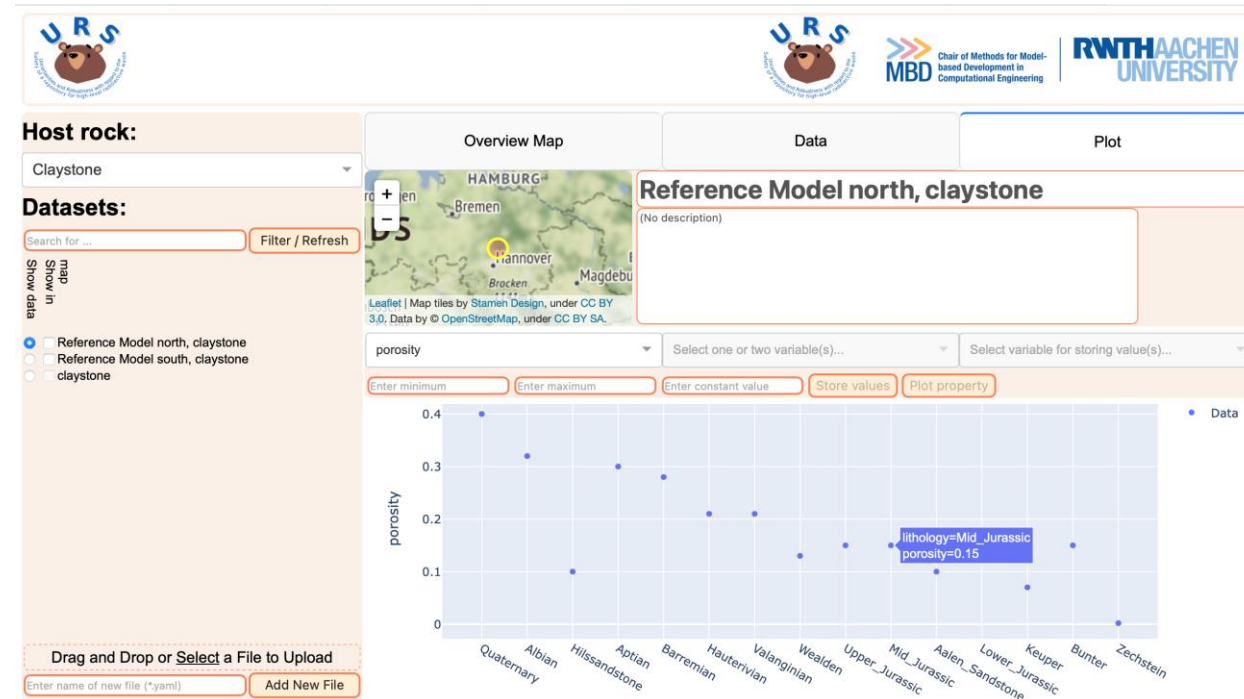 URS
URS
MBD
Chair of Methods for Model-
based Development in
Computational Engineering
RWTHAACHEN
UNIVERSITY
Host rock:
Claystone
Datasets:
Search for ...
Filter / Refresh
Show data
Show in
map
Reference Model north, claystone
Reference Model south, claystone
claystone
Drag and Drop or Select a File to Upload
Enter name of new file (*.yaml)
Add New File
Overview Map
Data
Plot
+
−
HAMBURG
Bremen
Hannover
Magdebu
Brocken
Leaflet | Map tiles by Stamen Design, under CC BY
3.0. Data by © OpenStreetMap, under CC BY SA.
Reference Model north, claystone
(No description)
porosity
Select one or two variable(s)...
Select variable for storing value(s)...
Enter minimum
Enter maximum
Enter constant value
Store values
Plot property
Data
porosity
0.4
0.3
0.2
0.1
0
lithology=Mid_Jurassic
porosity=0.15
Quaternary
Albian
Hilssandstone
Aptian
Barremian
Hauterivian
Valanginian
Wealden
Upper_Jurassic
Mid_Jurassic
Aalen_Sandstone
Lower_Jurassic
Keuper
Bunter
Zechstein